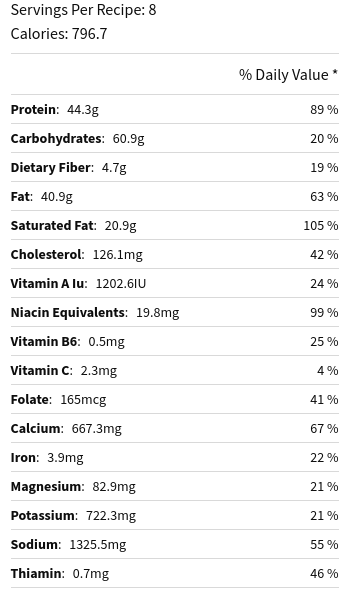 Servings Per Recipe: 8
Calories: 796.7
% Daily Value *
Protein: 44.3g 89 %
Carbohydrates: 60.9g 20 %
Dietary Fiber: 4.7g 19 %
Fat: 40.9g 63 %
Saturated Fat: 20.9g 105 %
Cholesterol: 126.1mg 42 %
Vitamin A Iu: 1202.6IU 24 %
Niacin Equivalents: 19.8mg 99 %
Vitamin B6: 0.5mg 25 %
Vitamin C: 2.3mg 4 %
Folate: 165mcg 41 %
Calcium: 667.3mg 67 %
Iron: 3.9mg 22 %
Magnesium: 82.9mg 21 %
Potassium: 722.3mg 21 %
Sodium: 1325.5mg 55 %
Thiamin: 0.7mg 46 %